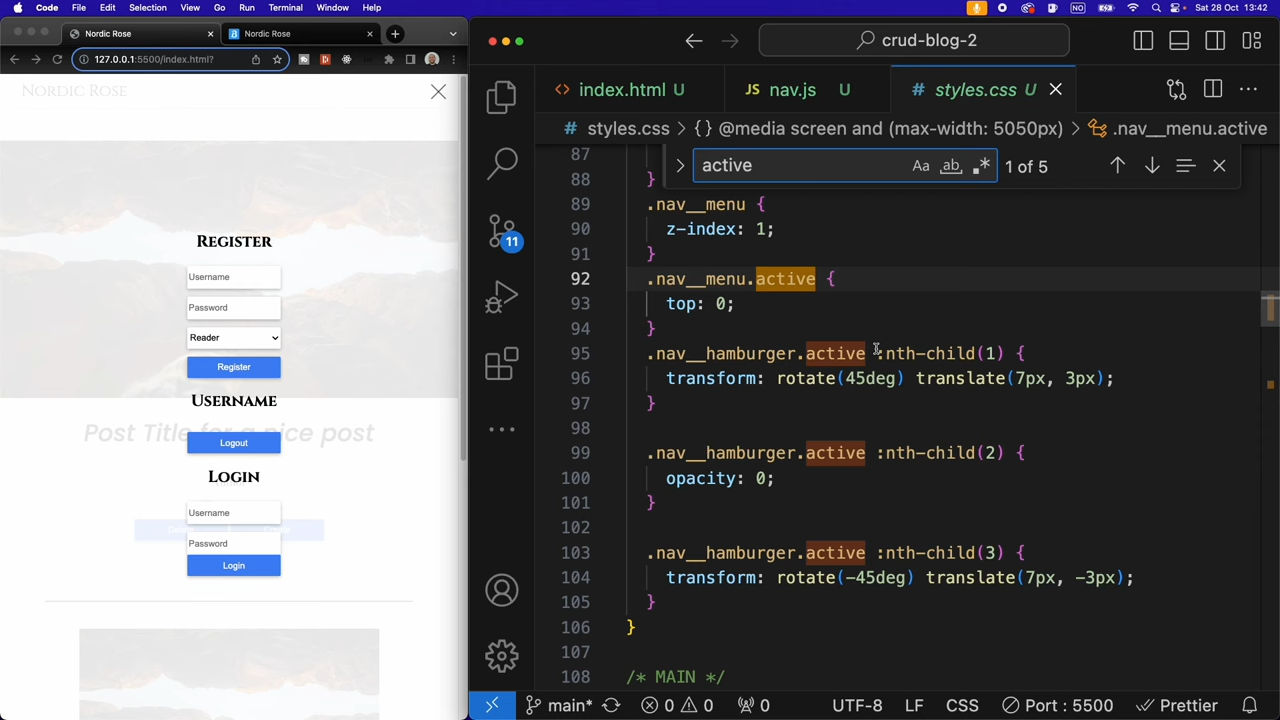 Code File Edit Selection View Go Run Terminal Window Help NO Sat 28 Oct 13:42
Nordic Rose
Nordic Rose
127.0.0.1:5500/index.html?
NORDIC ROSE
REGISTER
Username
Password
Reader
Register
USERNAME
Post Title for a nice post
Logout
LOGIN
Username
Password
Login
crud-blog-2
index.html U
JS nav.js U
# styles.css U
# styles.css > {} @media screen and (max-width: 5050px) > .nav__menu.active
active Aa ab .* 1 of 5
87
88 }
89 .nav__menu {
90 z-index: 1;
91 }
92 .nav__menu.active {
93 top: 0;
94 }
95 .nav__hamburger.active :nth-child(1) {
96 transform: rotate(45deg) translate(7px, 3px);
97 }
98
99 .nav__hamburger.active :nth-child(2) {
100 opacity: 0;
101 }
102
103 .nav__hamburger.active :nth-child(3) {
104 transform: rotate(-45deg) translate(7px, -3px);
105 }
106 }
107
108 /* MAIN */
11
main* 0 0 0 UTF-8 LF CSS Port : 5500 Prettier